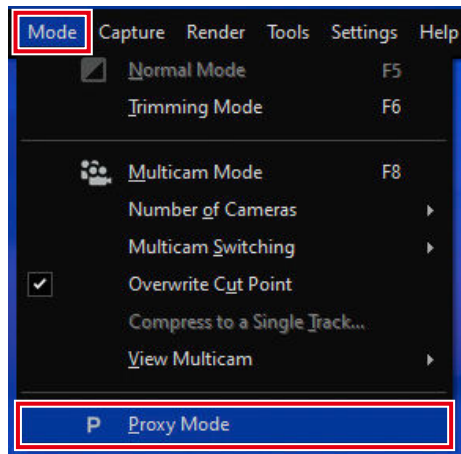 Mode Capture Render Tools Settings Help
Normal Mode F5
Trimming Mode F6
Multicam Mode F8
Number of Cameras
Multicam Switching
Overwrite Cut Point
Compress to a Single Track...
View Multicam
P Proxy Mode